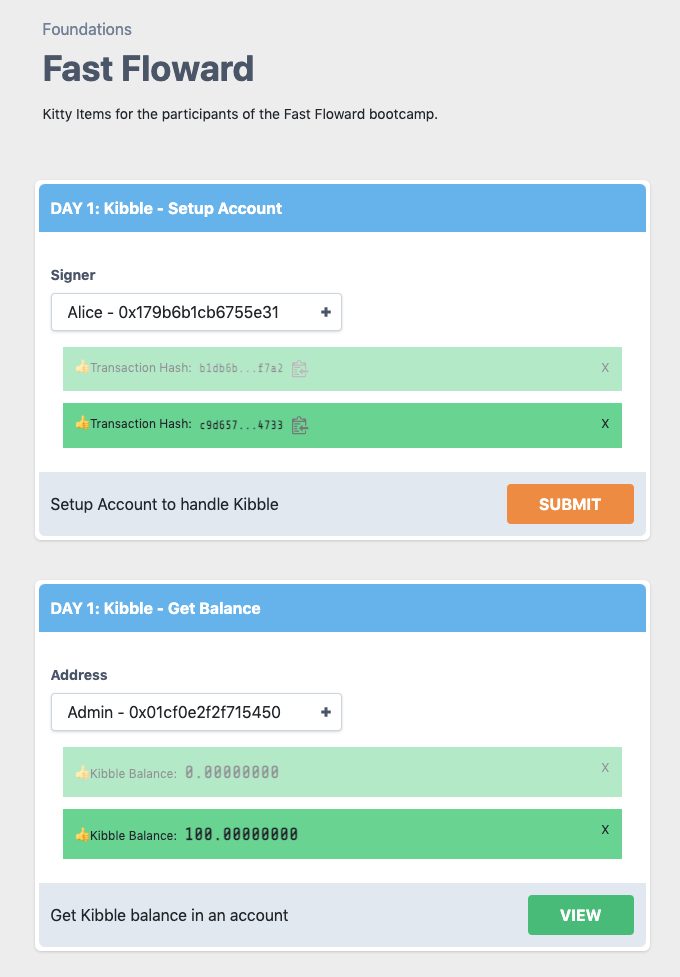 Foundations
Fast Floward
Kitty Items for the participants of the Fast Floward bootcamp.
DAY 1: Kibble - Setup Account
Signer
Alice - 0x179b6b1cb6755e31 +
👍Transaction Hash: b1db6b...f7a2 X
👍Transaction Hash: c9d657...4733 X
Setup Account to handle Kibble SUBMIT
DAY 1: Kibble - Get Balance
Address
Admin - 0x01cf0e2f2f715450 +
👍Kibble Balance: 0.00000000 X
👍Kibble Balance: 100.00000000 X
Get Kibble balance in an account VIEW